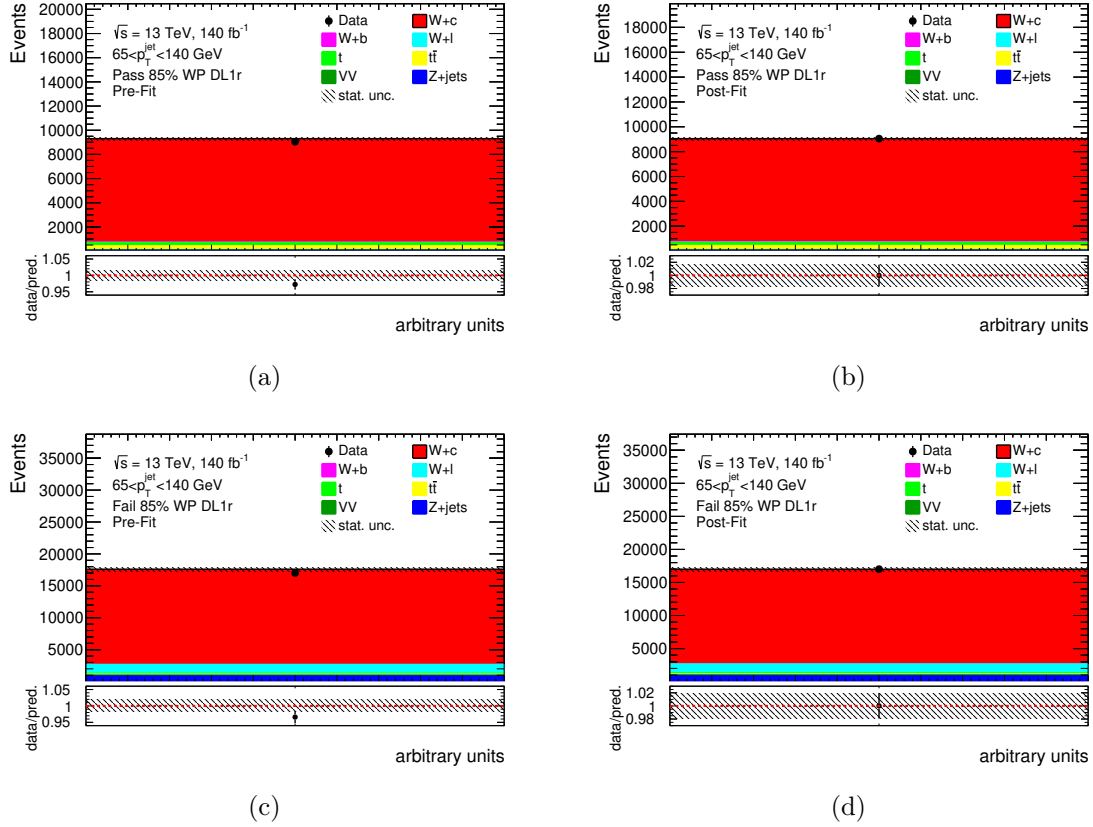 Events
20000
18000
16000
14000
12000
10000
8000
6000
4000
2000
√s = 13 TeV, 140 fb⁻¹
65<p_T^jet<140 GeV
Pass 85% WP DL1r
Pre-Fit
Data
W+b
t
VV
stat. unc.
W+c
W+l
tt̄
Z+jets
data/pred.
1.05
1
0.95
arbitrary units
(a)
Events
18000
16000
14000
12000
10000
8000
6000
4000
2000
√s = 13 TeV, 140 fb⁻¹
65<p_T^jet<140 GeV
Pass 85% WP DL1r
Post-Fit
Data
W+b
t
VV
stat. unc.
W+c
W+l
tt̄
Z+jets
data/pred.
1.02
1
0.98
arbitrary units
(b)
Events
35000
30000
25000
20000
15000
10000
5000
√s = 13 TeV, 140 fb⁻¹
65<p_T^jet<140 GeV
Fail 85% WP DL1r
Pre-Fit
Data
W+b
t
VV
stat. unc.
W+c
W+l
tt̄
Z+jets
data/pred.
1.05
1
0.95
arbitrary units
(c)
Events
35000
30000
25000
20000
15000
10000
5000
√s = 13 TeV, 140 fb⁻¹
65<p_T^jet<140 GeV
Fail 85% WP DL1r
Post-Fit
Data
W+b
t
VV
stat. unc.
W+c
W+l
tt̄
Z+jets
data/pred.
1.02
1
0.98
arbitrary units
(d)